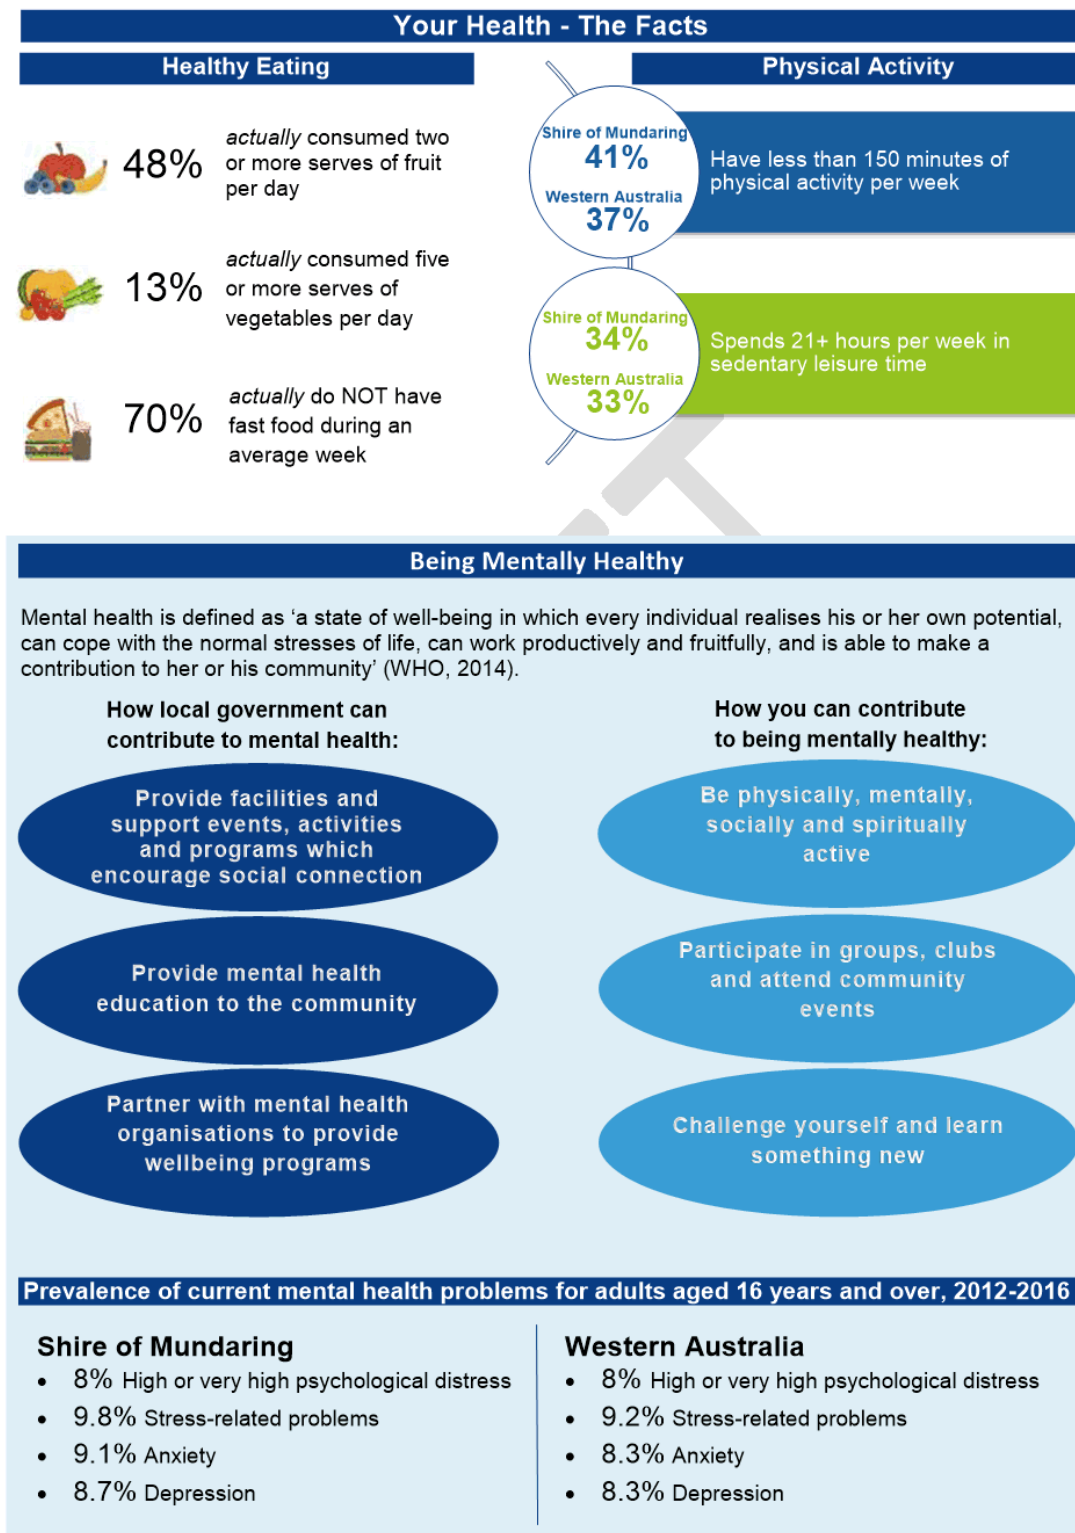 Your Health - The Facts
Healthy Eating
48%
actually consumed two
or more serves of fruit
per day
13%
actually consumed five
or more serves of
vegetables per day
70%
actually do NOT have
fast food during an
average week
Physical Activity
Shire of Mundaring
41%
Western Australia
37%
Have less than 150 minutes of
physical activity per week
Shire of Mundaring
34%
Western Australia
33%
Spends 21+ hours per week in
sedentary leisure time
Being Mentally Healthy
Mental health is defined as ‘a state of well-being in which every individual realises his or her own potential,
can cope with the normal stresses of life, can work productively and fruitfully, and is able to make a
contribution to her or his community’ (WHO, 2014).
How local government can
contribute to mental health:
Provide facilities and
support events, activities
and programs which
encourage social connection
Provide mental health
education to the community
Partner with mental health
organisations to provide
wellbeing programs
How you can contribute
to being mentally healthy:
Be physically, mentally,
socially and spiritually
active
Participate in groups, clubs
and attend community
events
Challenge yourself and learn
something new
Prevalence of current mental health problems for adults aged 16 years and over, 2012-2016
Shire of Mundaring
• 8% High or very high psychological distress
• 9.8% Stress-related problems
• 9.1% Anxiety
• 8.7% Depression
Western Australia
• 8% High or very high psychological distress
• 9.2% Stress-related problems
• 8.3% Anxiety
• 8.3% Depression